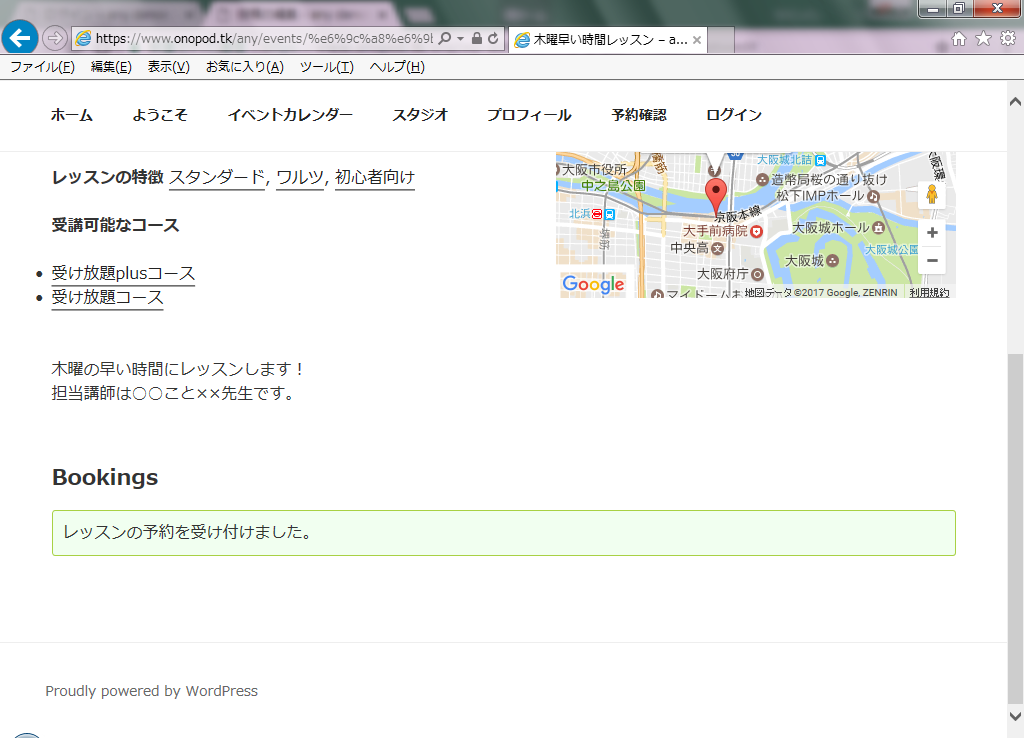 https://www.onopod.tk/any/events/%e6%9c%a8%e6%9l
木曜早い時間レッスン – a...
ファイル(F) 編集(E) 表示(V) お気に入り(A) ツール(T) ヘルプ(H)
ホーム ようこそ イベントカレンダー スタジオ プロフィール 予約確認 ログイン
レッスンの特徴 スタンダード, ワルツ, 初心者向け
受講可能なコース
• 受け放題plusコース
• 受け放題コース
大阪城北詰
大阪市役所
中之島公園
造幣局桜の通り抜け
松下IMPホール
北浜
京阪本線
大手前病院
大阪城ホール
中央高
大阪城公園
大阪城
大阪府庁
Google
マイドームま
地図データ ©2017 Google, ZENRIN 利用規約
木曜の早い時間にレッスンします！
担当講師は○○こと××先生です。
Bookings
レッスンの予約を受け付けました。
Proudly powered by WordPress